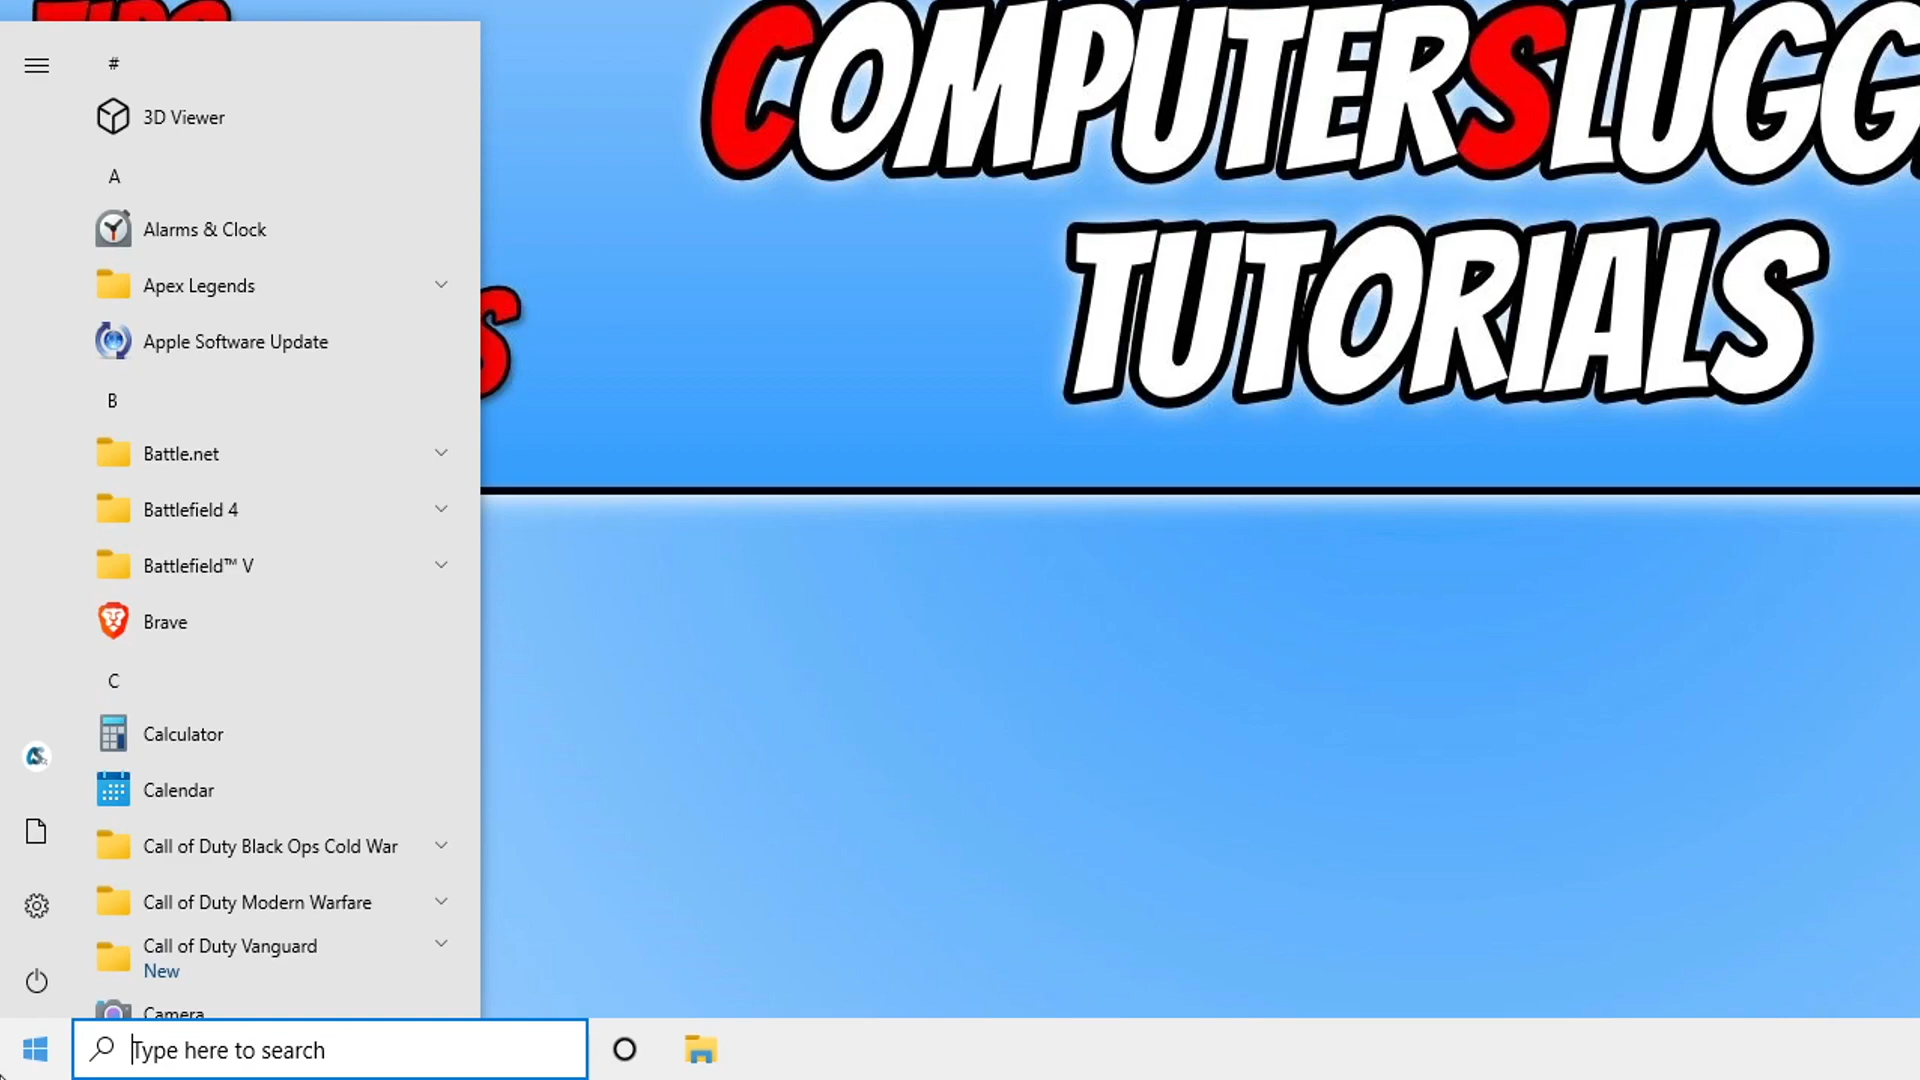 TIPS
COMPUTERSLUGG
TUTORIALS
S
#
3D Viewer
A
Alarms & Clock
Apex Legends
Apple Software Update
B
Battle.net
Battlefield 4
Battlefield™ V
Brave
C
Calculator
Calendar
Call of Duty Black Ops Cold War
Call of Duty Modern Warfare
Call of Duty Vanguard
New
Camera
Type here to search